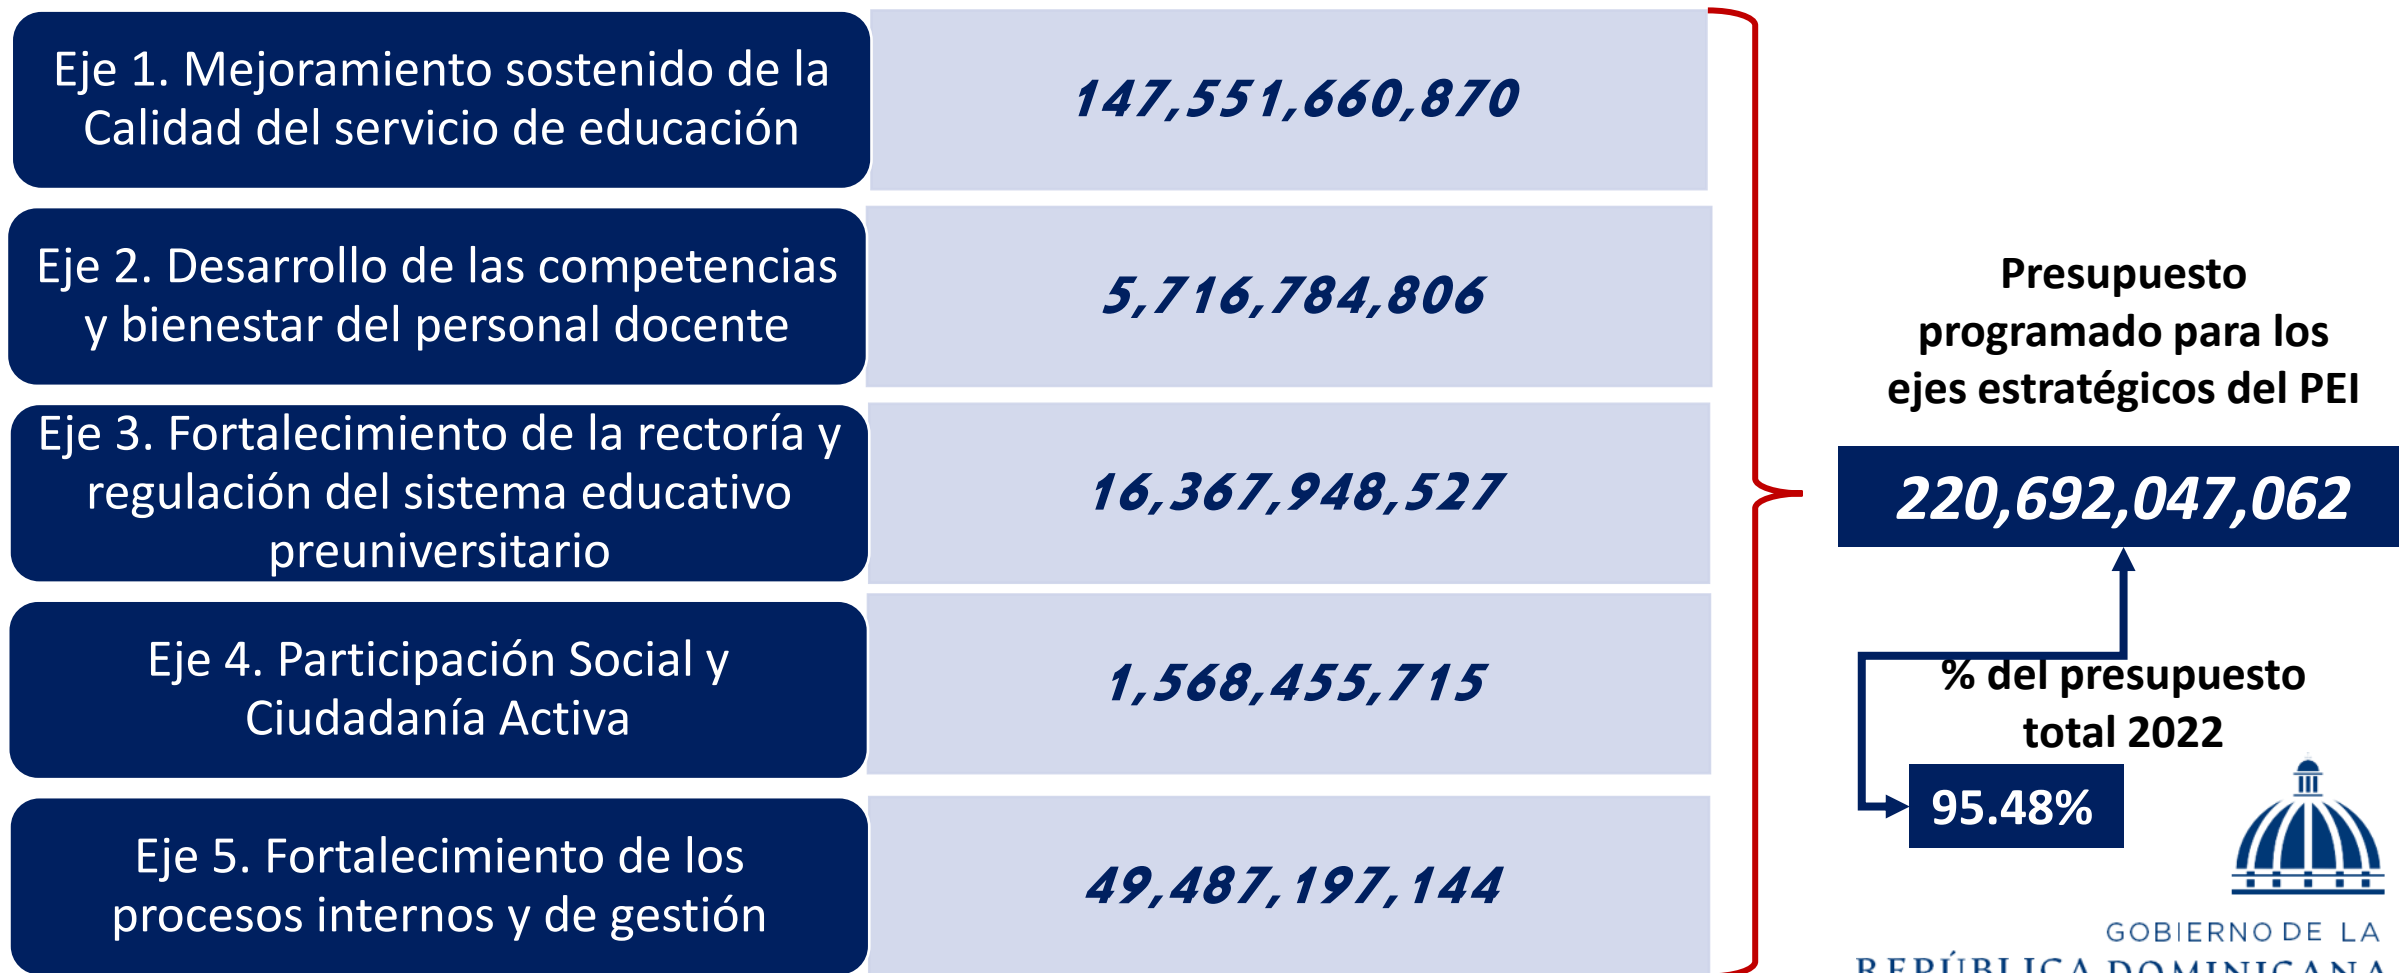 Eje 1. Mejoramiento sostenido de la
Calidad del servicio de educación
147,551,660,870
Eje 2. Desarrollo de las competencias
y bienestar del personal docente
5,716,784,806
Eje 3. Fortalecimiento de la rectoría y
regulación del sistema educativo
preuniversitario
16,367,948,527
Eje 4. Participación Social y
Ciudadanía Activa
1,568,455,715
Eje 5. Fortalecimiento de los
procesos internos y de gestión
49,487,197,144
Presupuesto
programado para los
ejes estratégicos del PEI
220,692,047,062
% del presupuesto
total 2022
95.48%
GOBIERNO DE LA
REPÚBLICA DOMINICANA